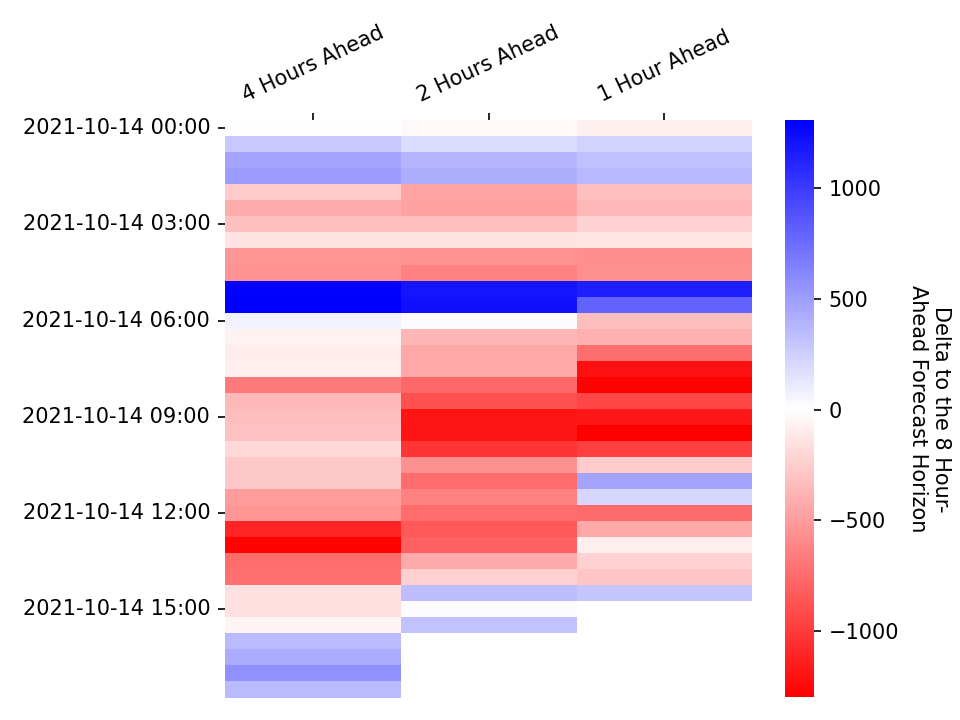 4 Hours Ahead
2 Hours Ahead
1 Hour Ahead
2021-10-14 00:00
2021-10-14 03:00
2021-10-14 06:00
2021-10-14 09:00
2021-10-14 12:00
2021-10-14 15:00
1000
500
0
−500
−1000
Delta to the 8 Hour-
Ahead Forecast Horizon